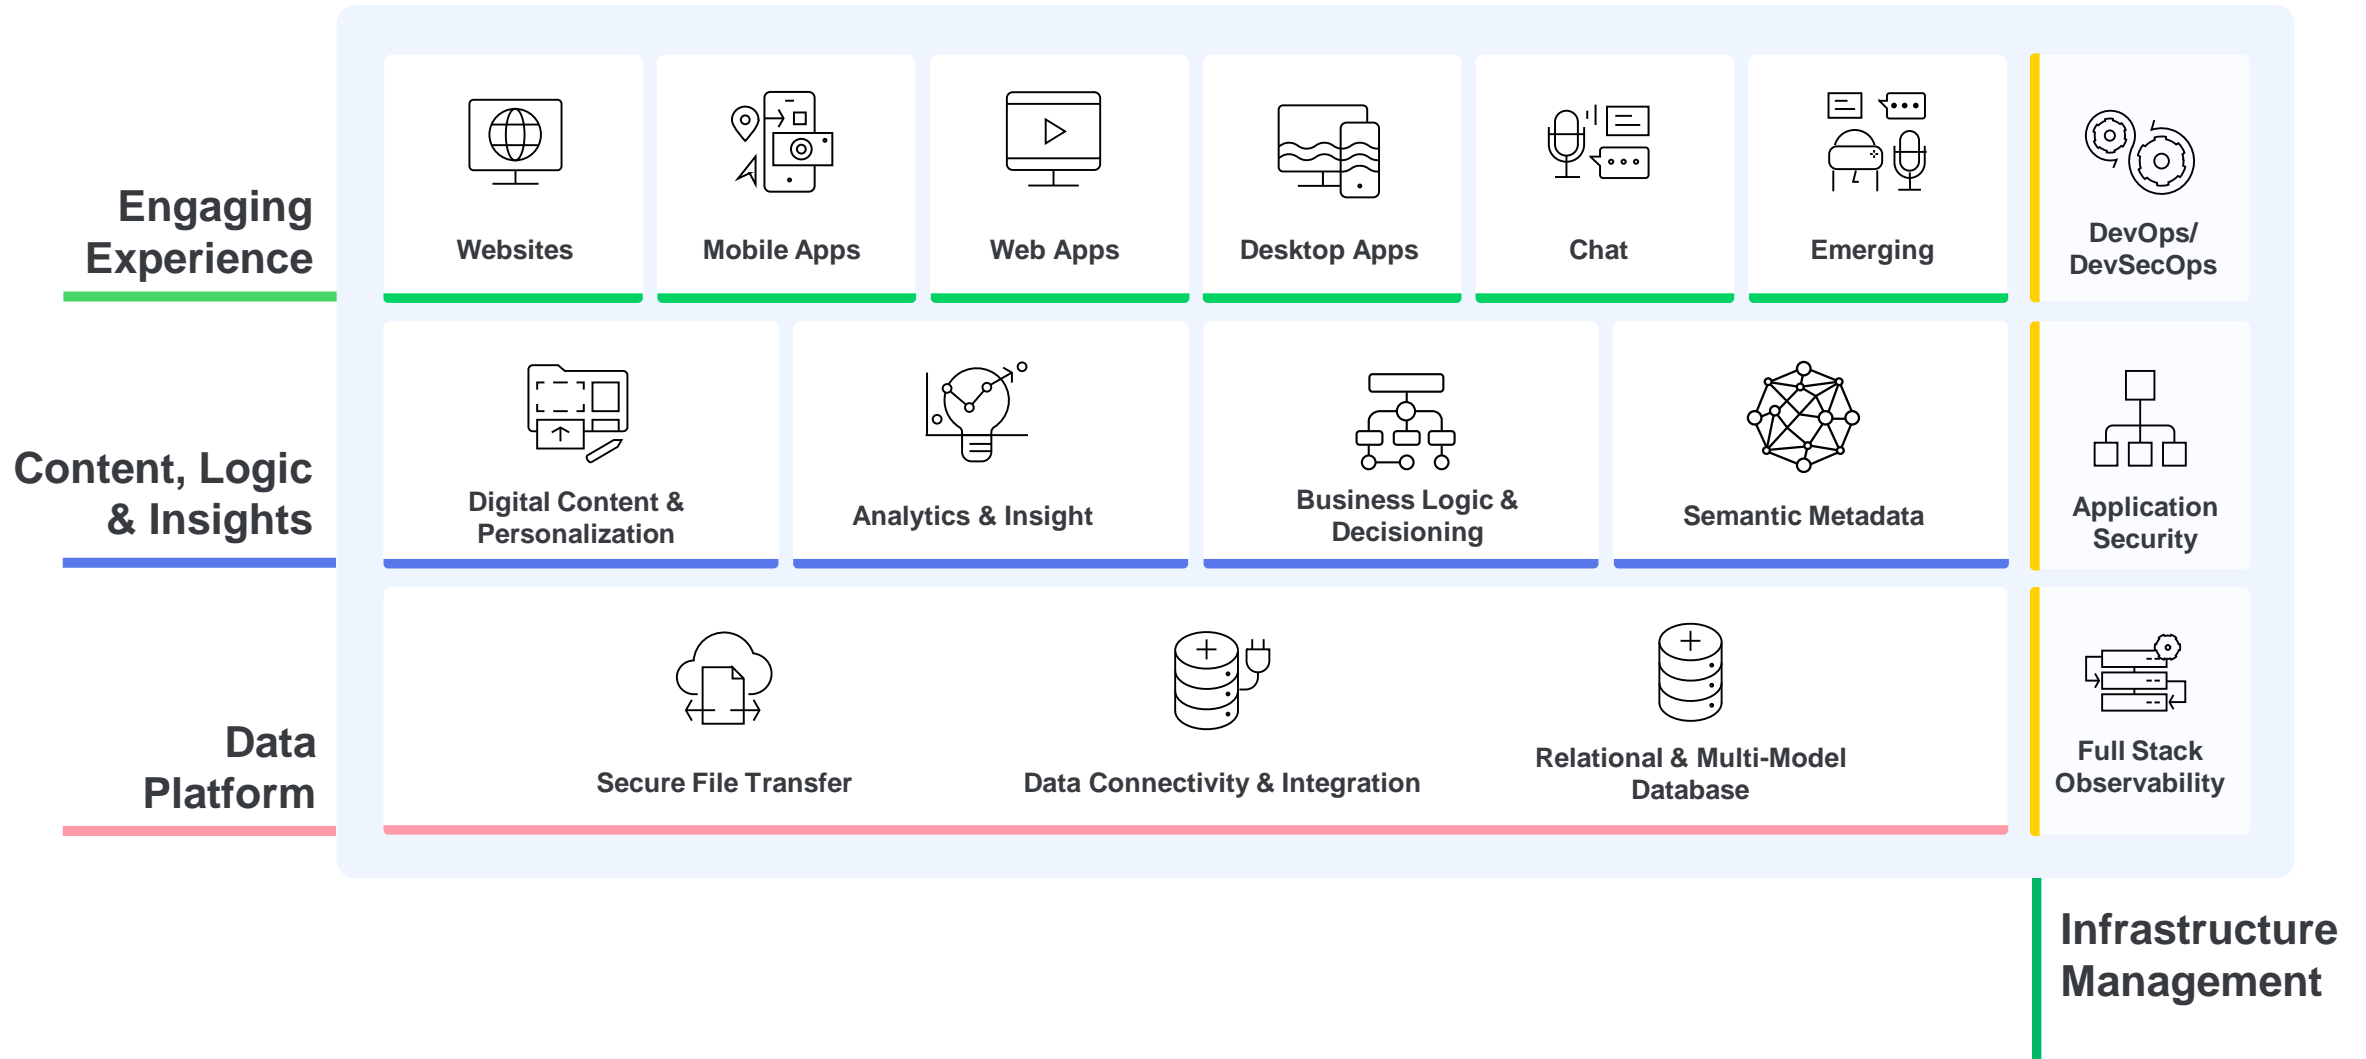 Engaging
Experience
Websites
Mobile Apps
Web Apps
Desktop Apps
Chat
Emerging
DevOps/
DevSecOps
Content, Logic
& Insights
Digital Content &
Personalization
Analytics & Insight
Business Logic &
Decisioning
Semantic Metadata
Application
Security
Data
Platform
Secure File Transfer
Data Connectivity & Integration
Relational & Multi-Model
Database
Full Stack
Observability
Infrastructure
Management